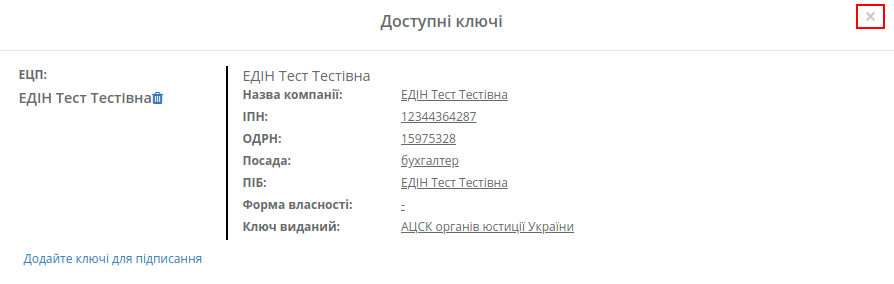 Доступні ключі
×
ЕЦП:
ЕДІН Тест Тестівна
ЕДІН Тест Тестівна
Назва компанії: ЕДІН Тест Тестівна
ІПН: 12344364287
ОДРН: 15975328
Посада: бухгалтер
ПІБ: ЕДІН Тест Тестівна
Форма власності: -
Ключ виданий: АЦСК органів юстиції України
Додайте ключі для підписання